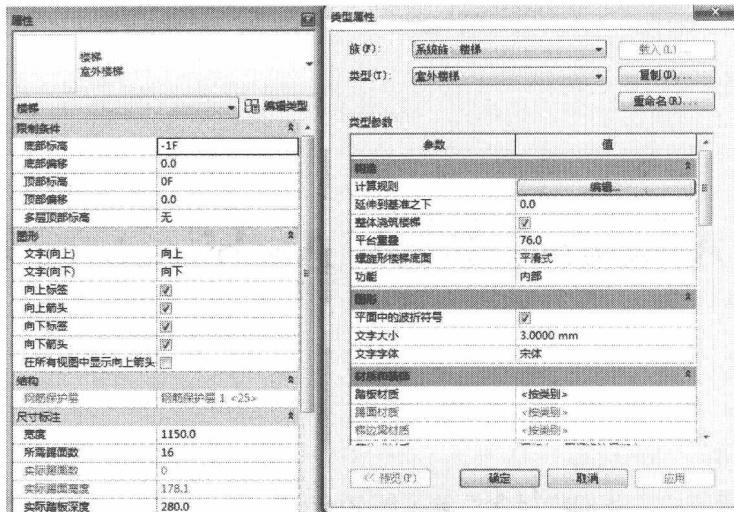 属性
楼梯
室外楼梯
楼梯 编辑类型
限制条件
底部标高 -1F
底部偏移 0.0
顶部标高 0F
顶部偏移 0.0
多层顶部标高 无
图形
文字(向上) 向上
文字(向下) 向下
向上标签
向上箭头
向下标签
向下箭头
在所有视图中显示向上箭头
结构
钢筋保护层 钢筋保护层 1 <25>
尺寸标注
宽度 1150.0
所需踢面数 16
实际踢面数 0
实际踢面高度 178.1
实际踏板深度 280.0
类型属性
族(F): 系统族：楼梯 载入(L)...
类型(T): 室外楼梯 复制(D)...
重命名(R)...
类型参数
参数 值
构造
计算规则 编辑...
延伸到基准之下 0.0
整体浇筑楼梯
平台重叠 76.0
螺旋形楼梯底面 平滑式
功能 内部
图形
平面中的波折符号
文字大小 3.0000 mm
文字字体 宋体
材质和装饰
踏板材质 <按类别>
踢面材质 <按类别>
梯边梁材质 <按类别>
<< 预览(P) 确定 取消 应用